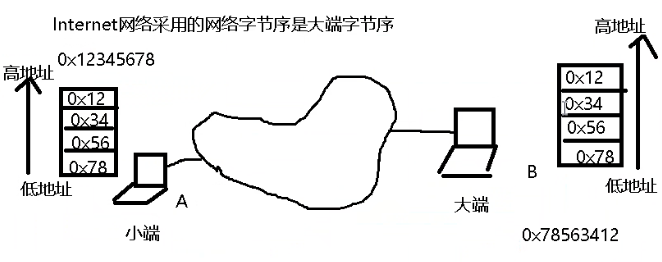 Internet网络采用的网络字节序是大端字节序
0x12345678
高地址
0x12
0x34
0x56
0x78
低地址
A
小端
高地址
0x12
0x34
0x56
0x78
低地址
B
大端
0x78563412